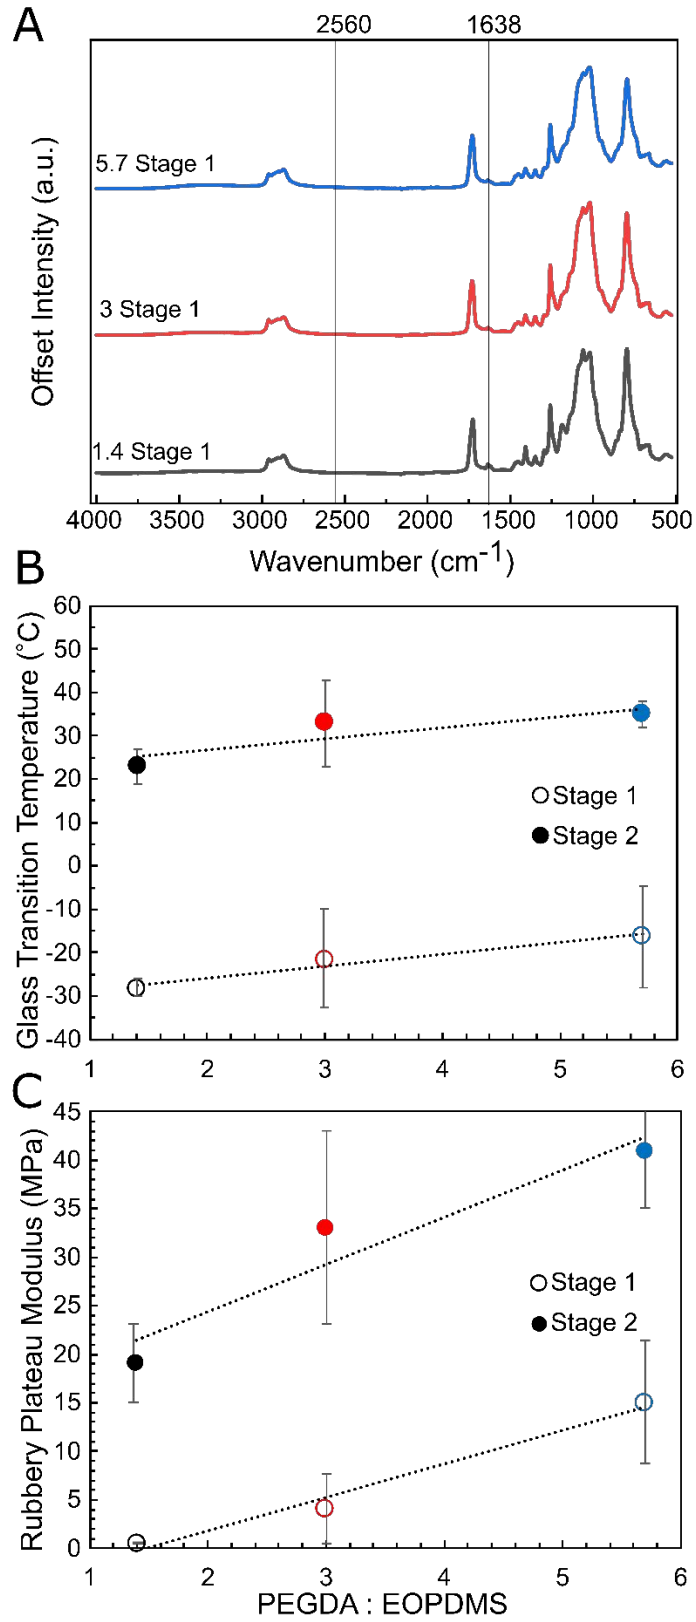 A
2560 1638
5.7 Stage 1
3 Stage 1
1.4 Stage 1
Offset Intensity (a.u.)
4000 3500 3000 2500 2000 1500 1000 500
Wavenumber (cm-1)
B
Glass Transition Temperature (˚C)
60
50
40
30
20
10
0
-10
-20
-30
-40
Stage 1
Stage 2
1 2 3 4 5 6
C
Rubbery Plateau Modulus (MPa)
45
40
35
30
25
20
15
10
5
0
Stage 1
Stage 2
1 2 3 4 5 6
PEGDA : EOPDMS